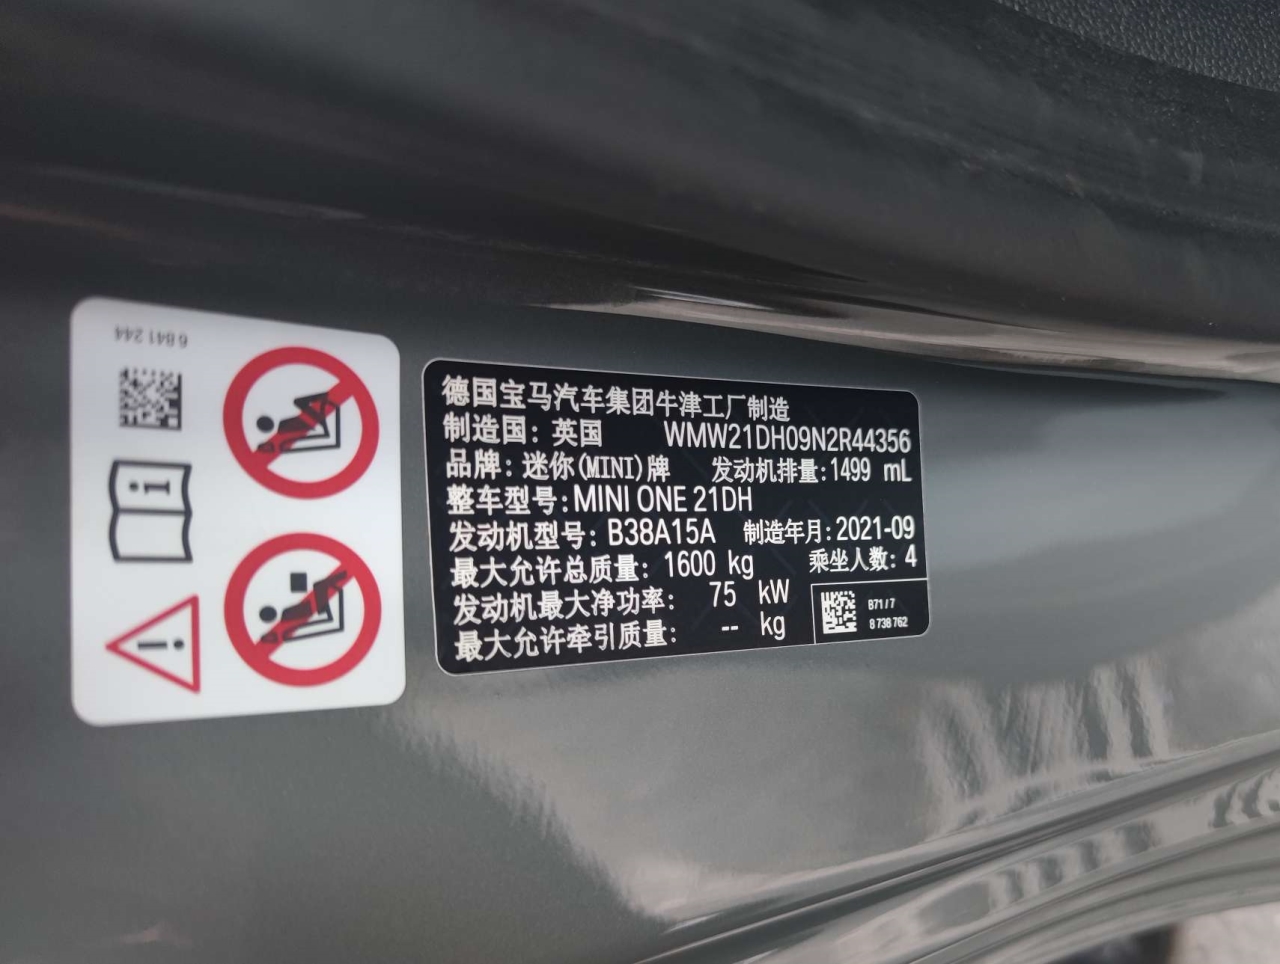 6 841 244
德国宝马汽车集团牛津工厂制造
制造国: 英国 WMW21DH09N2R44356
品牌: 迷你(MINI)牌 发动机排量: 1499 mL
整车型号: MINI ONE 21DH
发动机型号: B38A15A 制造年月: 2021-09
最大允许总质量: 1600 kg 乘坐人数: 4
发动机最大净功率: 75 kW
最大允许牵引质量: -- kg
B71 / 7
8 738 762